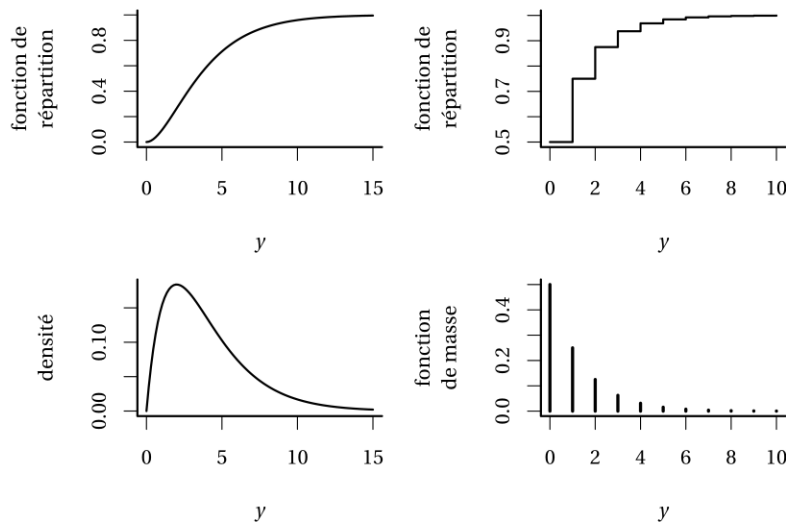 fonction de
répartition
0.0
0.4
0.8
0
5
10
15
y
fonction de
répartition
0.5
0.7
0.9
0
2
4
6
8
10
y
densité
0.00
0.10
0
5
10
15
y
fonction
de masse
0.0
0.2
0.4
0
2
4
6
8
10
y